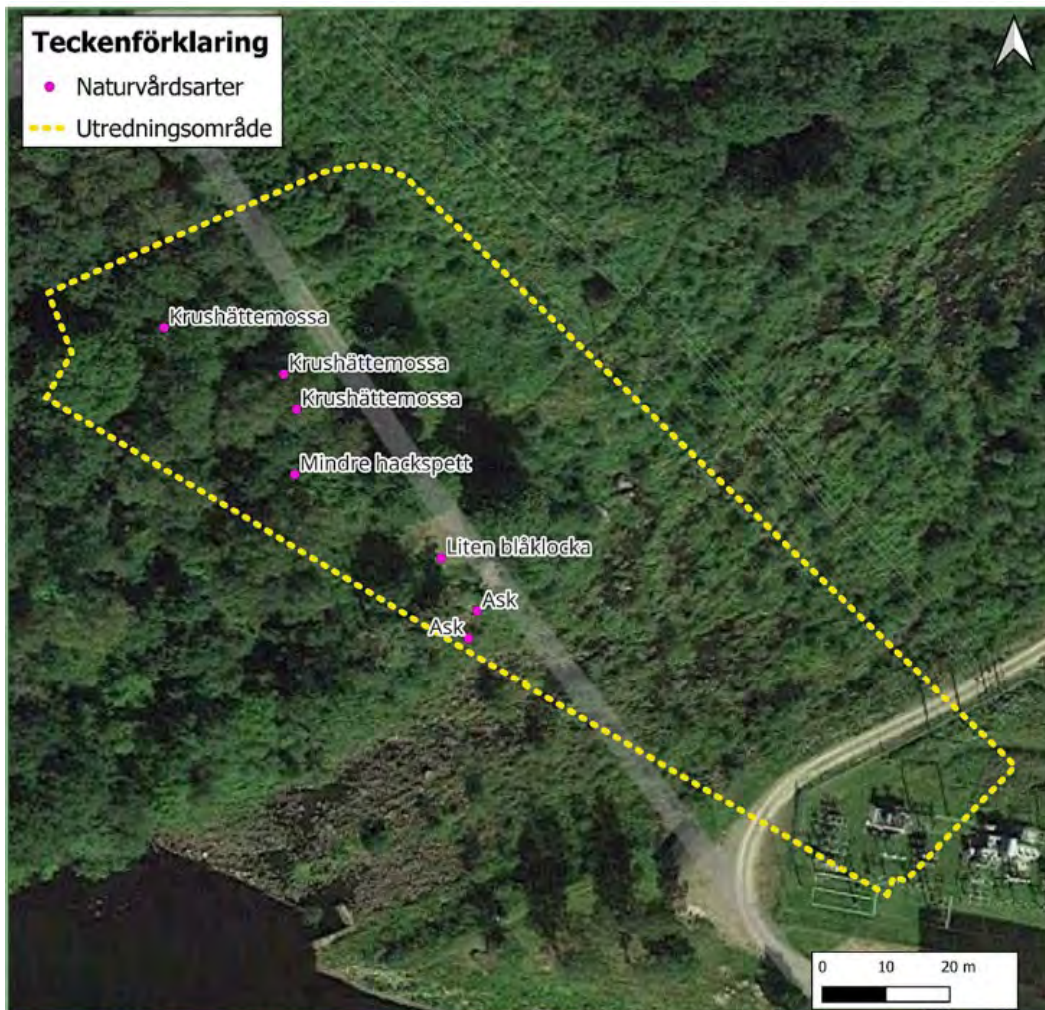 Teckenförklaring
Naturvårdsarter
Utredningsområde
Krushättemossa
Krushättemossa
Krushättemossa
Mindre hackspett
Liten blåklocka
Ask
Ask
0 10 20 m